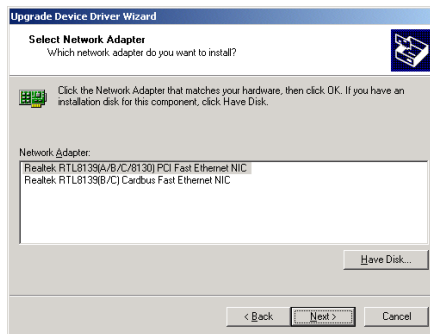 Upgrade Device Driver Wizard
Select Network Adapter
Which network adapter do you want to install?
Click the Network Adapter that matches your hardware, then click OK. If you have an
installation disk for this component, click Have Disk.
Network Adapter:
Realtek RTL8139(A/B/C/8130) PCI Fast Ethernet NIC
Realtek RTL8139(B/C) Cardbus Fast Ethernet NIC
Have Disk...
< Back
Next >
Cancel